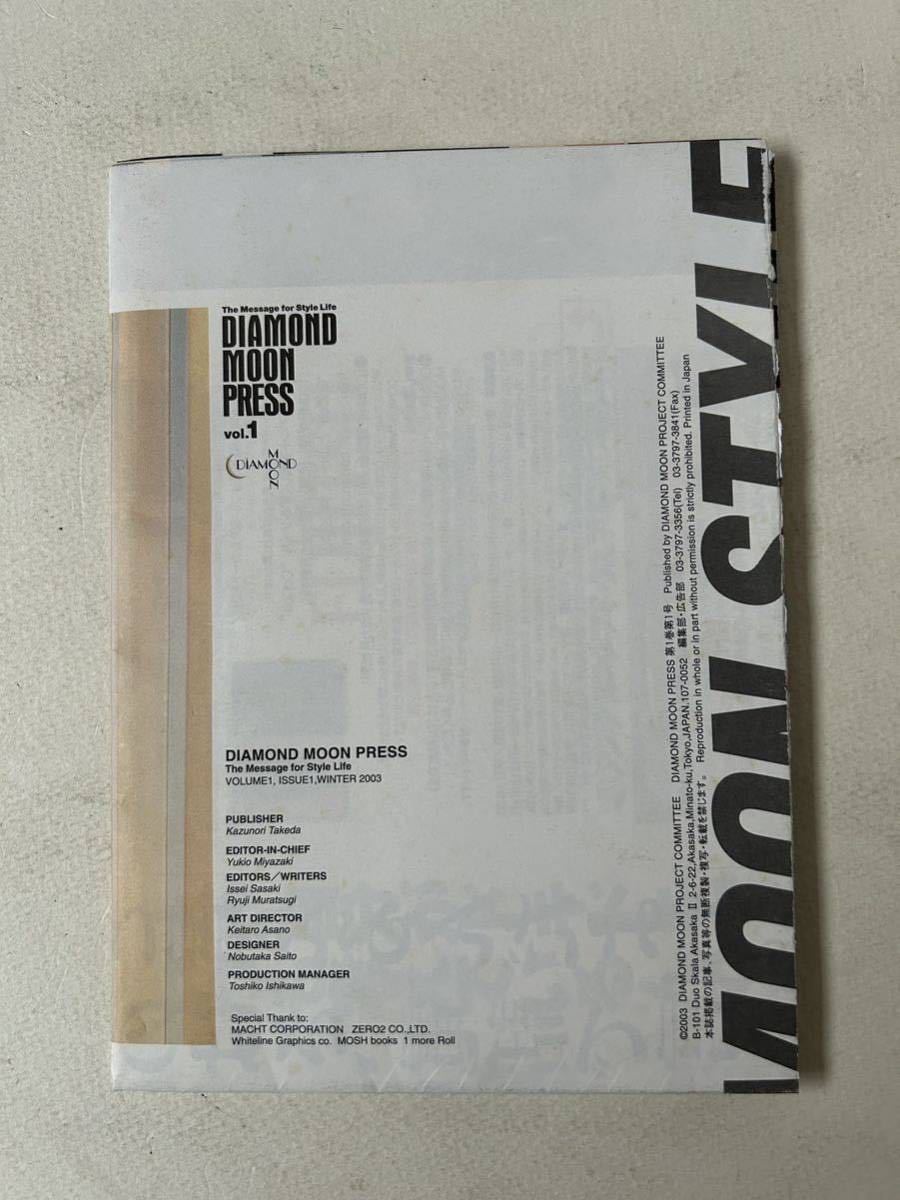 The Message for Style Life
DIAMOND
MOON
PRESS
vol.1
DIAMOND
MOON
DIAMOND MOON PRESS
The Message for Style Life
VOLUME1, ISSUE1,WINTER 2003
PUBLISHER
Kazunori Takeda
EDITOR-IN-CHIEF
Yukio Miyazaki
EDITORS／WRITERS
Issei Sasaki
Ryuji Muratsugi
ART DIRECTOR
Keitaro Asano
DESIGNER
Nobutaka Saito
PRODUCTION MANAGER
Toshiko Ishikawa
Special Thank to:
MACHT CORPORATION ZERO2 CO.,LTD.
Whiteline Graphics co. MOSH books 1 more Roll
©2003 DIAMOND MOON PROJECT COMMITTEE DIAMOND MOON PRESS 第1巻第1号 Published by DIAMOND MOON PROJECT COMMITTEE
B-101 Duo Skala Akasaka Ⅱ 2-6-22,Akasaka,Minato-ku,Tokyo,JAPAN.107-0052 編集部・広告部 03-3797-3356(Tel) 03-3797-3841(Fax)
本誌掲載の記事、写真等の無断複製・複写・転載を禁じます。 Reproduction in whole or in part without permission is strictly prohibited. Printed in Japan
MOON STYLE